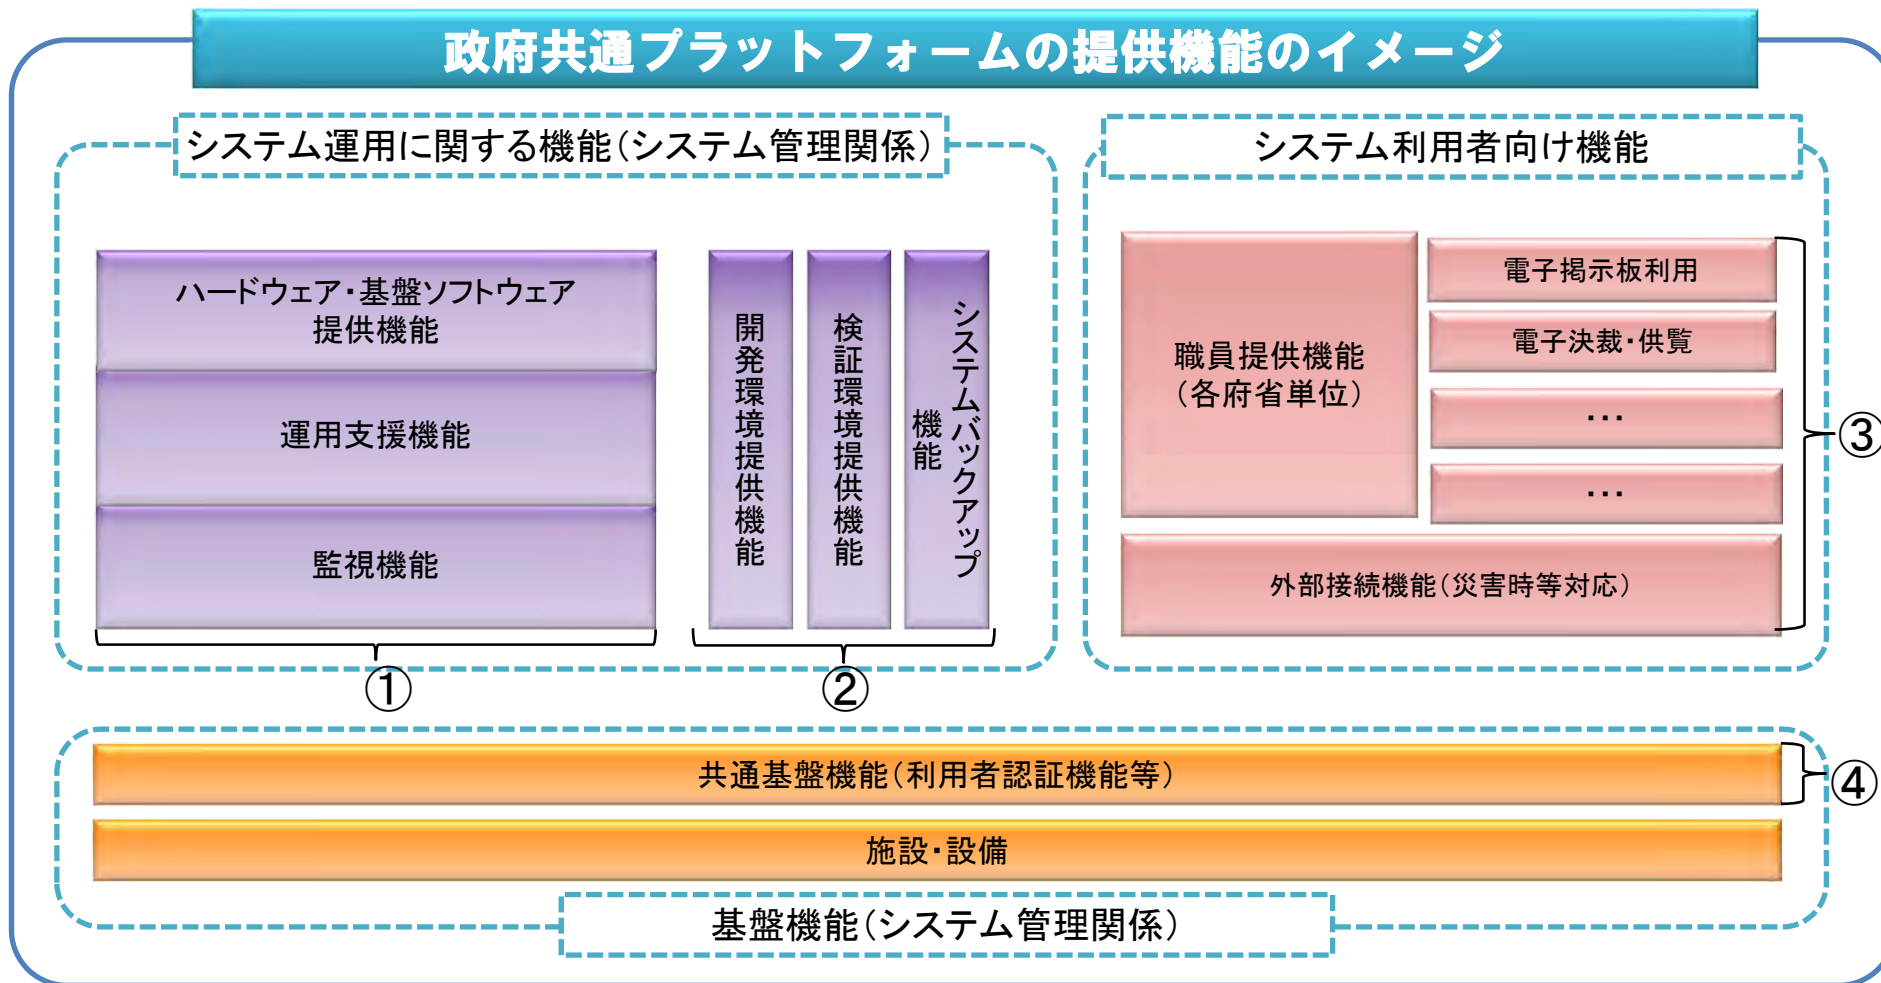 政府共通プラットフォームの提供機能のイメージ
システム運用に関する機能(システム管理関係)
ハードウェア・基盤ソフトウェア
提供機能
運用支援機能
監視機能
①
開発環境提供機能
検証環境提供機能
システムバックアップ
機能
②
システム利用者向け機能
職員提供機能
(各府省単位)
電子掲示板利用
電子決裁・供覧
・・・
・・・
外部接続機能(災害時等対応)
③
共通基盤機能(利用者認証機能等)
④
施設・設備
基盤機能(システム管理関係)